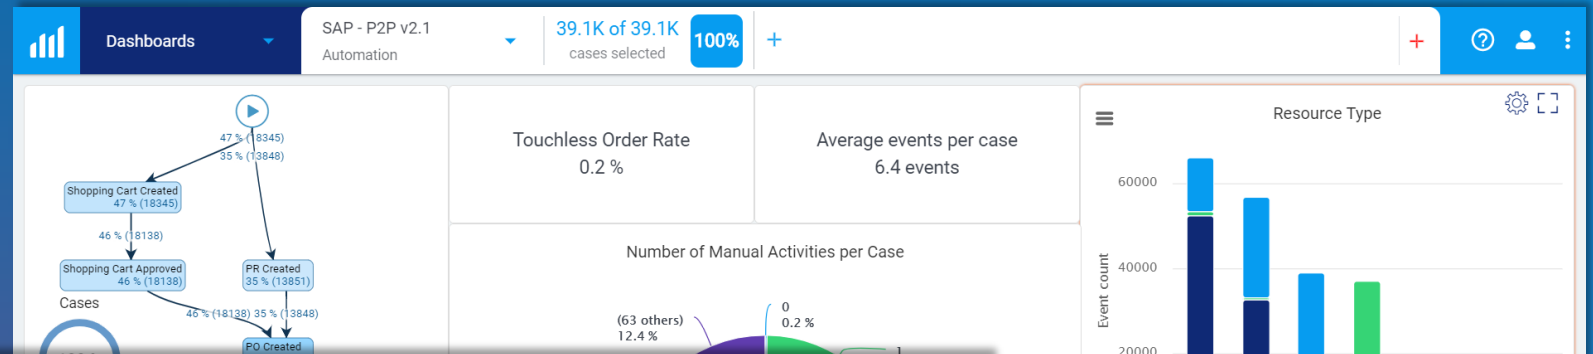 Dashboards
SAP - P2P v2.1
Automation
39.1K of 39.1K
cases selected
100%
+
+
47 % (18345)
35 % (13848)
Shopping Cart Created
47 % (18345)
46 % (18138)
Shopping Cart Approved
46 % (18138)
PR Created
35 % (13851)
Cases
46 % (18138) 35 % (13848)
PO Created
Touchless Order Rate
0.2 %
Average events per case
6.4 events
Number of Manual Activities per Case
(63 others)
12.4 %
0
0.2 %
1
Resource Type
60000
40000
20000
Event count